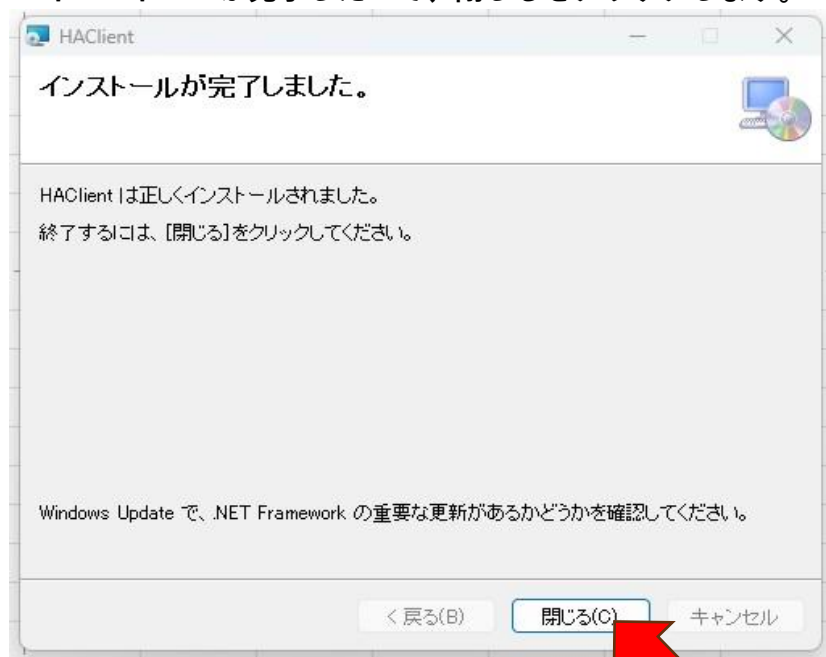 HAClient
インストールが完了しました。
HAClient は正しくインストールされました。
終了するには、[閉じる]をクリックしてください。
Windows Update で、.NET Framework の重要な更新があるかどうかを確認してください。
< 戻る(B) 閉じる(C) キャンセル